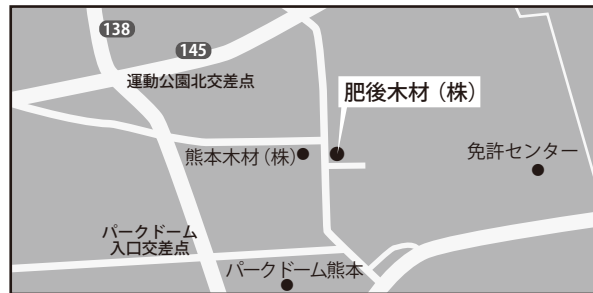 138
145
運動公園北交差点
肥後木材（株）
熊本木材（株）
免許センター
パークドーム
入口交差点
パークドーム熊本